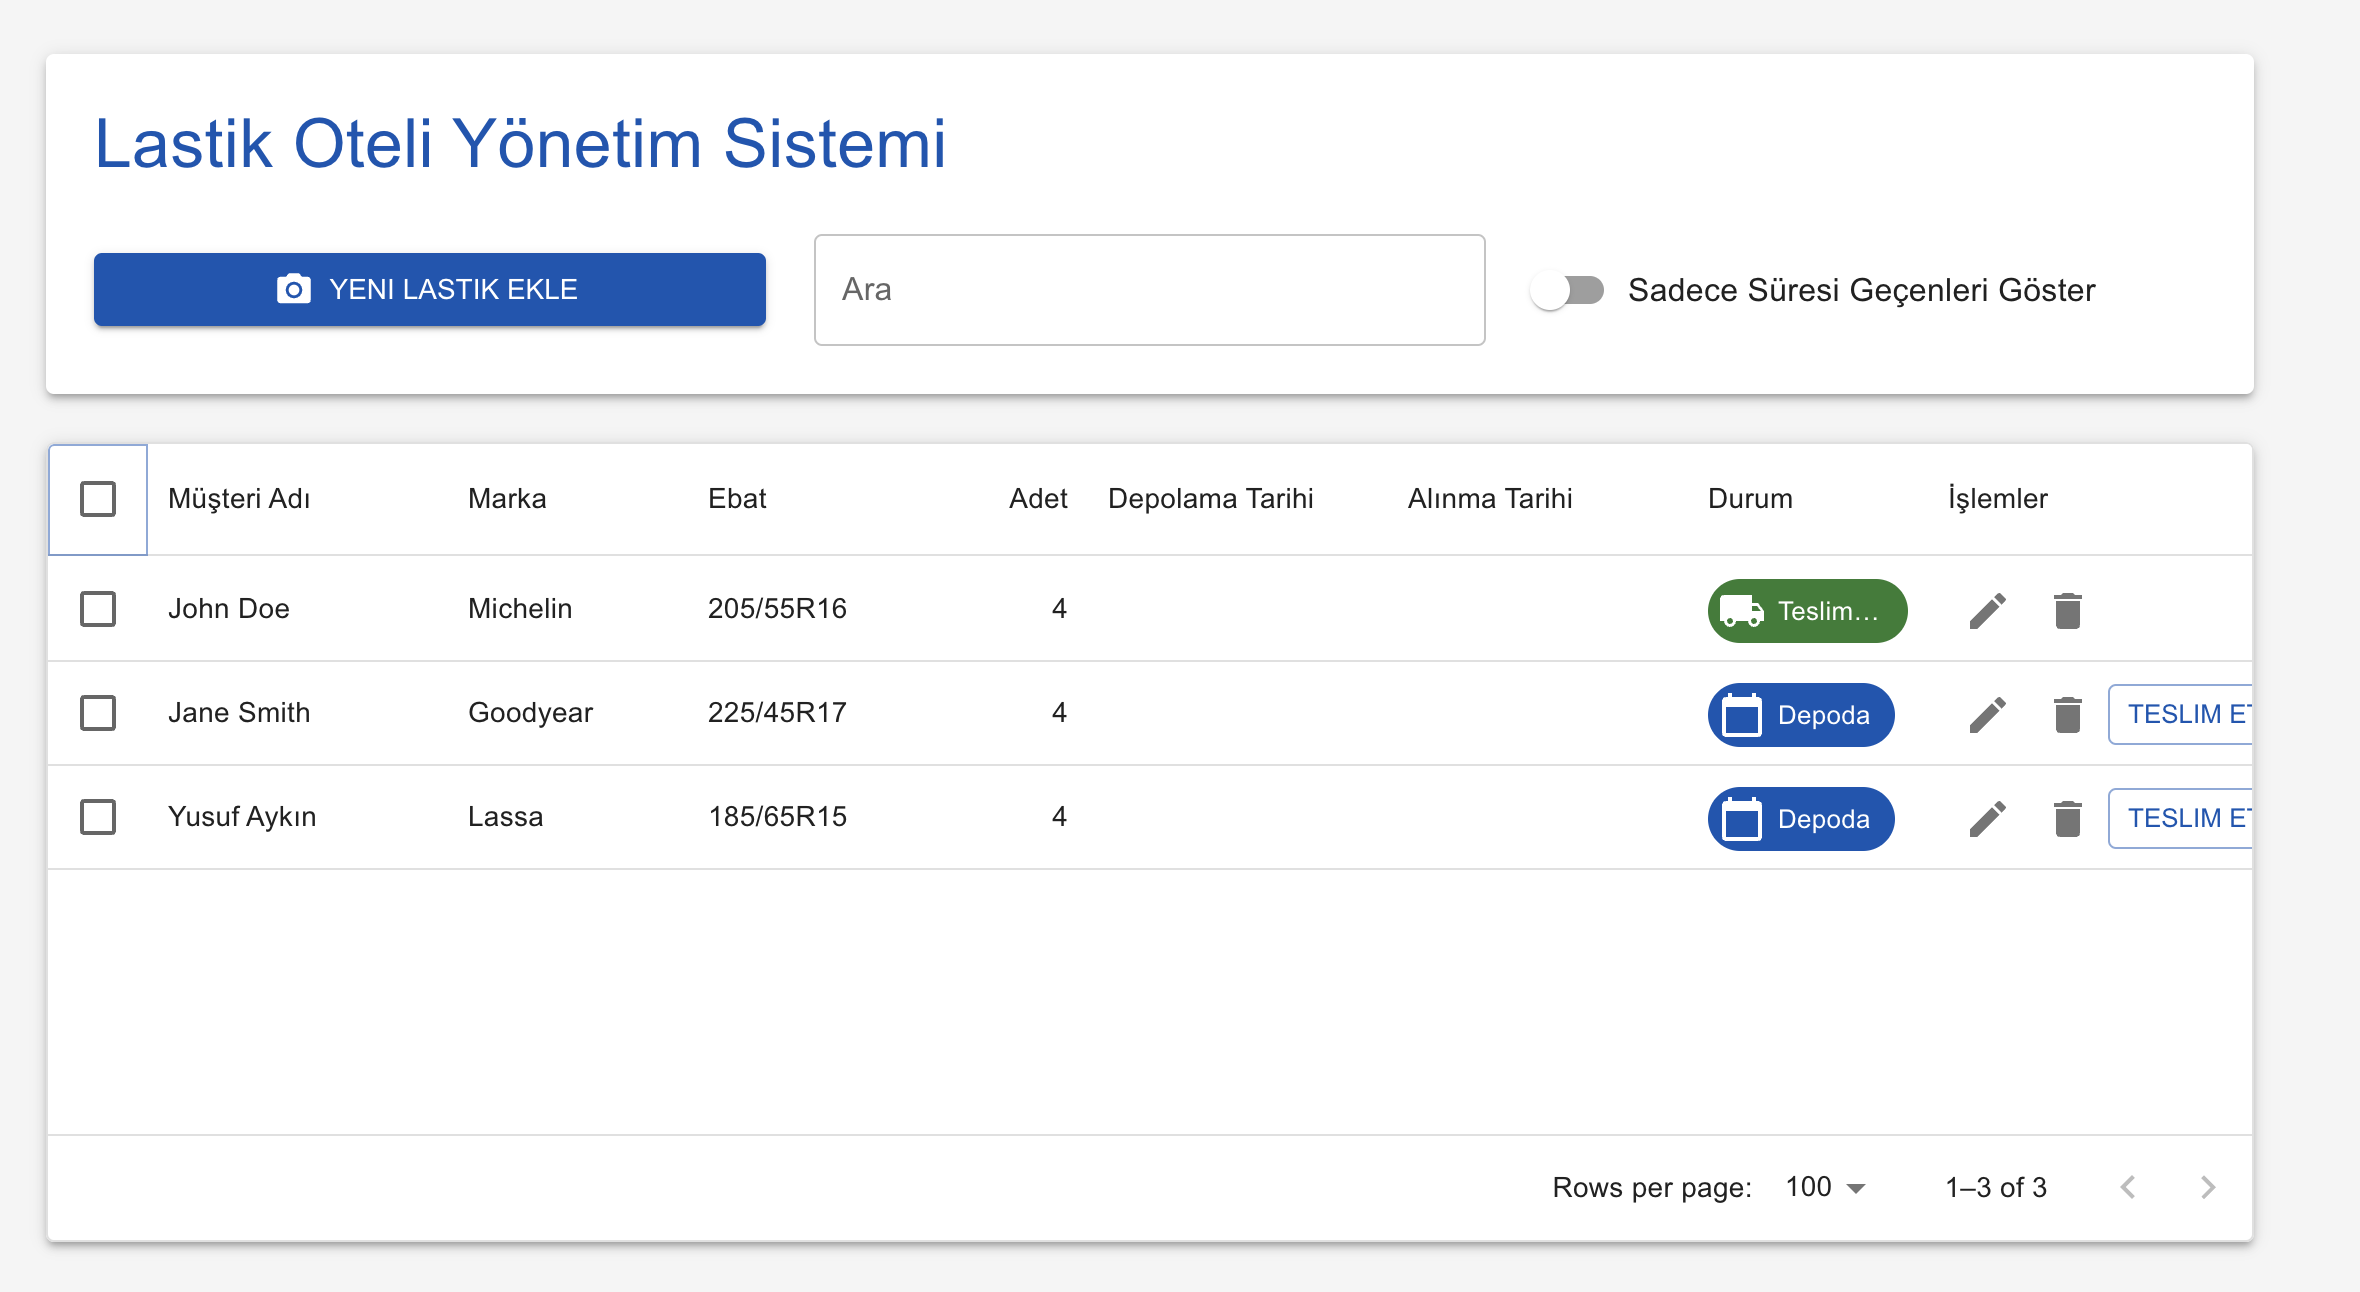 Lastik Oteli Yönetim Sistemi
YENI LASTIK EKLE
Ara
Sadece Süresi Geçenleri Göster
Müşteri Adı Marka Ebat Adet Depolama Tarihi Alınma Tarihi Durum İşlemler
John Doe Michelin 205/55R16 4 Teslim...
Jane Smith Goodyear 225/45R17 4 Depoda TESLIM ET
Yusuf Aykın Lassa 185/65R15 4 Depoda TESLIM ET
Rows per page: 100 1–3 of 3